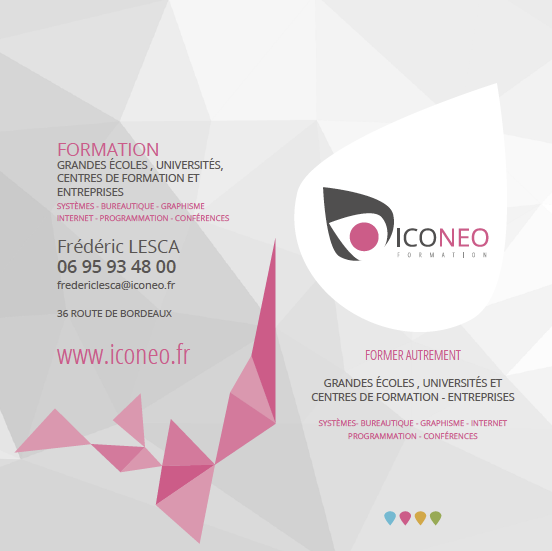 FORMATION
GRANDES ÉCOLES , UNIVERSITÉS,
CENTRES DE FORMATION ET
ENTREPRISES
SYSTÈMES - BUREAUTIQUE - GRAPHISME
INTERNET - PROGRAMMATION - CONFÉRENCES
Frédéric LESCA
06 95 93 48 00
fredericlesca@iconeo.fr
36 ROUTE DE BORDEAUX
www.iconeo.fr
ICONEO
FORMATION
FORMER AUTREMENT
GRANDES ÉCOLES , UNIVERSITÉS ET
CENTRES DE FORMATION - ENTREPRISES
SYSTÈMES- BUREAUTIQUE - GRAPHISME - INTERNET
PROGRAMMATION - CONFÉRENCES